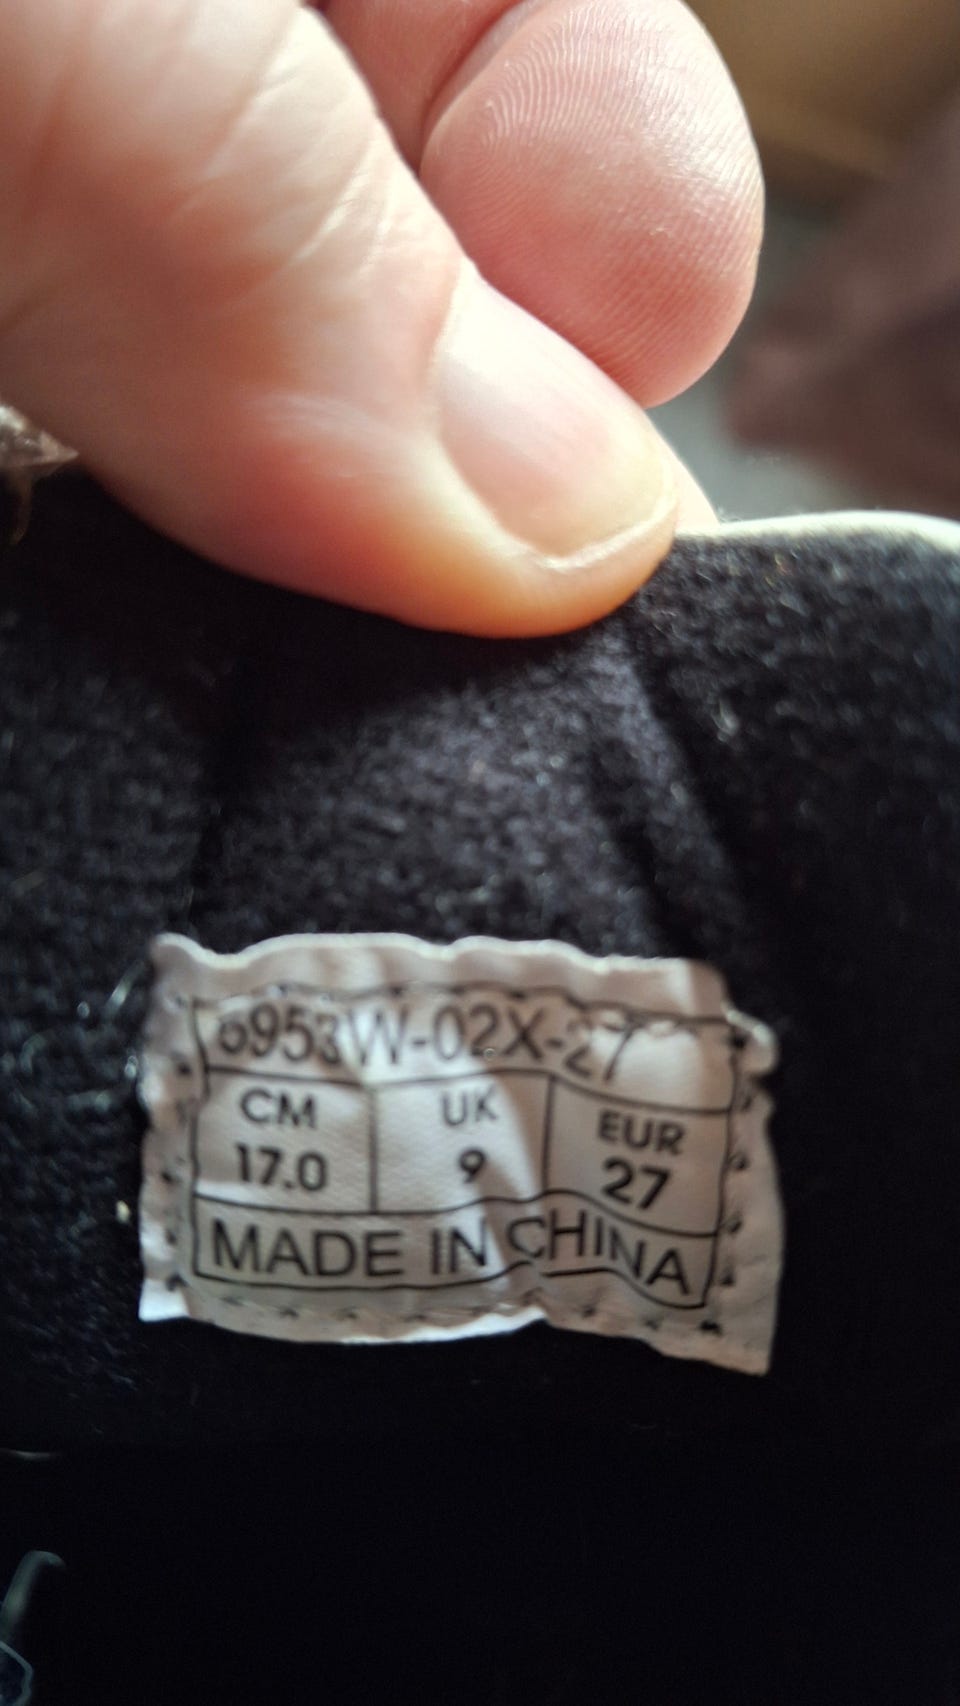 6953W-02X-27
CM UK EUR
17.0 9 27
MADE IN CHINA